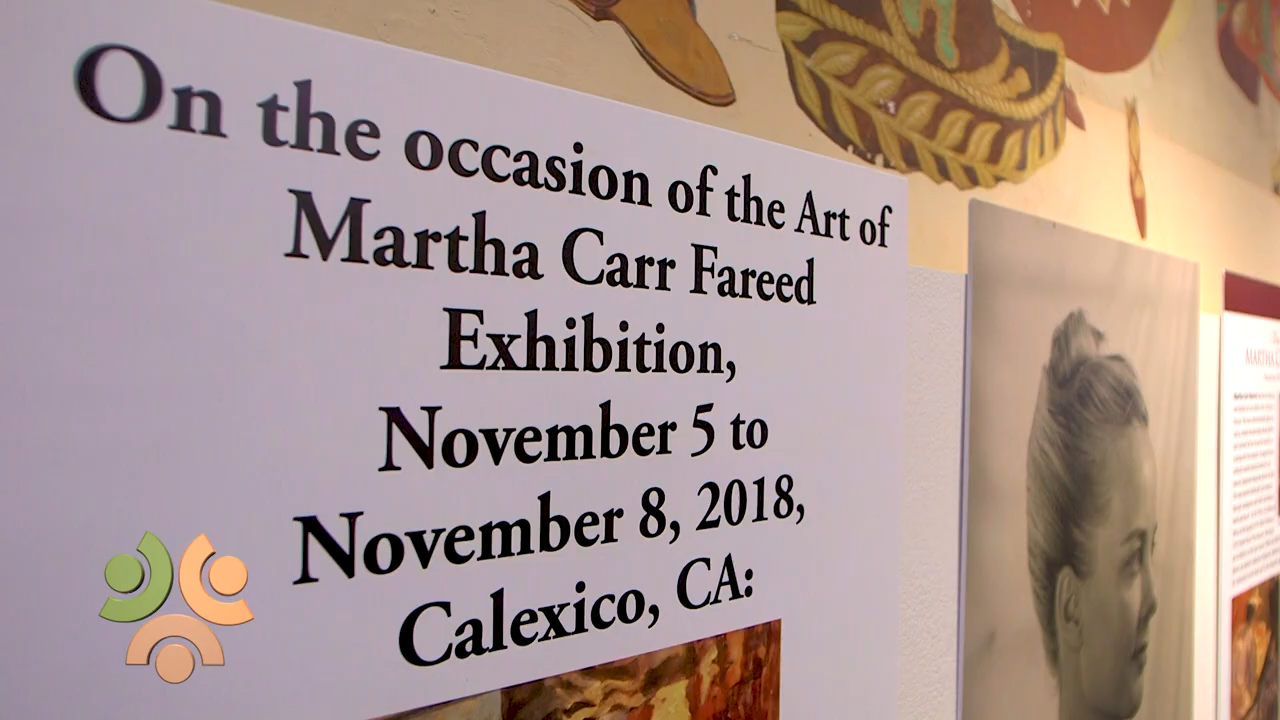 On the occasion of the Art of
Martha Carr Fareed
Exhibition,
November 5 to
November 8, 2018,
Calexico, CA:
MARTHA